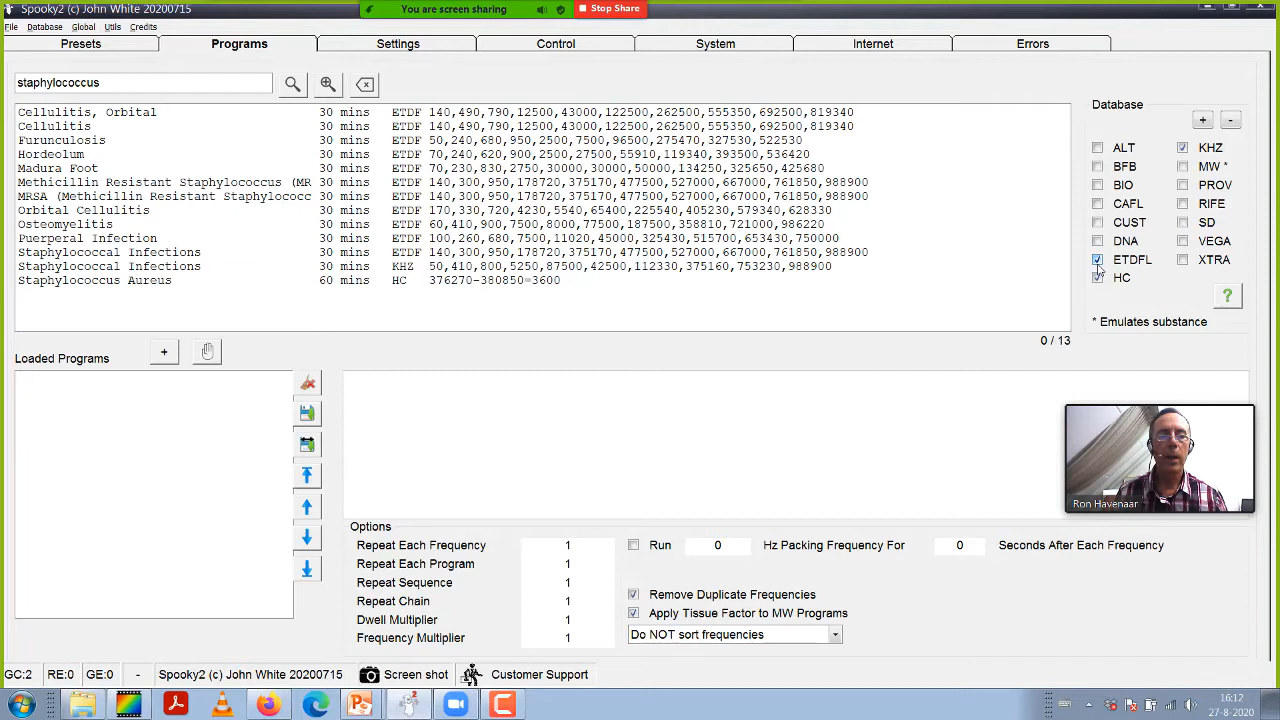 Spooky2 (c) John White 20200715
You are screen sharing
Stop Share
File Database Global Utils Credits
Presets Programs Settings Control System Internet Errors
staphylococcus
Cellulitis, Orbital 30 mins ETDF 140,490,790,12500,43000,122500,262500,555350,692500,819340
Cellulitis 30 mins ETDF 140,490,790,12500,43000,122500,262500,555350,692500,819340
Furunculosis 30 mins ETDF 50,240,680,950,2500,7500,96500,275470,327530,522530
Hordeolum 30 mins ETDF 70,240,620,900,2500,27500,55910,119340,393500,536420
Madura Foot 30 mins ETDF 70,230,830,2750,30000,30000,50000,134250,325430,425680
Methicillin Resistant Staphylococcus (MR 30 mins ETDF 140,300,950,178720,375170,477500,527000,667000,761850,988900
MRSA (Methicillin Resistant Staphylococc 30 mins ETDF 140,300,950,178720,375170,477500,527000,667000,761850,988900
Orbital Cellulitis 30 mins ETDF 170,330,720,4230,5540,65400,225540,405230,579340,628330
Osteomyelitis 30 mins ETDF 60,410,900,7500,8000,77500,187500,358810,721000,986220
Puerperal Infection 30 mins ETDF 100,260,680,7500,11020,45000,325430,515700,653430,750000
Staphylococcal Infections 30 mins ETDF 140,300,950,178720,375170,477500,527000,667000,761850,988900
Staphylococcal Infections 30 mins KHZ 50,410,800,5250,87500,42500,112330,375160,753230,988900
Staphylococcus Aureus 60 mins HC 376270-380850=3600
0 / 13
Database
+ -
ALT KHZ
BFB MW *
BIO PROV
CAFL RIFE
CUST SD
DNA VEGA
ETDFL XTRA
HC
?
* Emulates substance
Loaded Programs +
Ron Havenaar
Options
Repeat Each Frequency 1 Run 0 Hz Packing Frequency For 0 Seconds After Each Frequency
Repeat Each Program 1
Repeat Sequence 1
Repeat Chain 1 Remove Duplicate Frequencies
Dwell Multiplier 1 Apply Tissue Factor to MW Programs
Frequency Multiplier 1 Do NOT sort frequencies
GC:2 RE:0 GE:0 - Spooky2 (c) John White 20200715 Screen shot Customer Support
16:12
27-8-2020